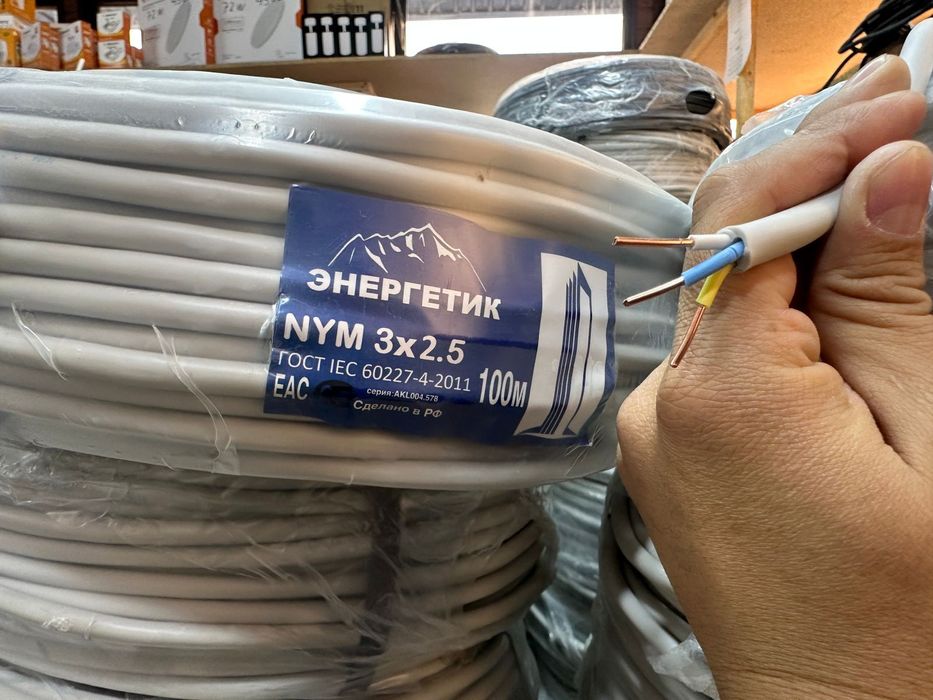 ЭНЕРГЕТИК
NYM 3x2.5
ГОСТ IEC 60227-4-2011
100м
EAC
серия:AKL004.578
Сделано в РФ